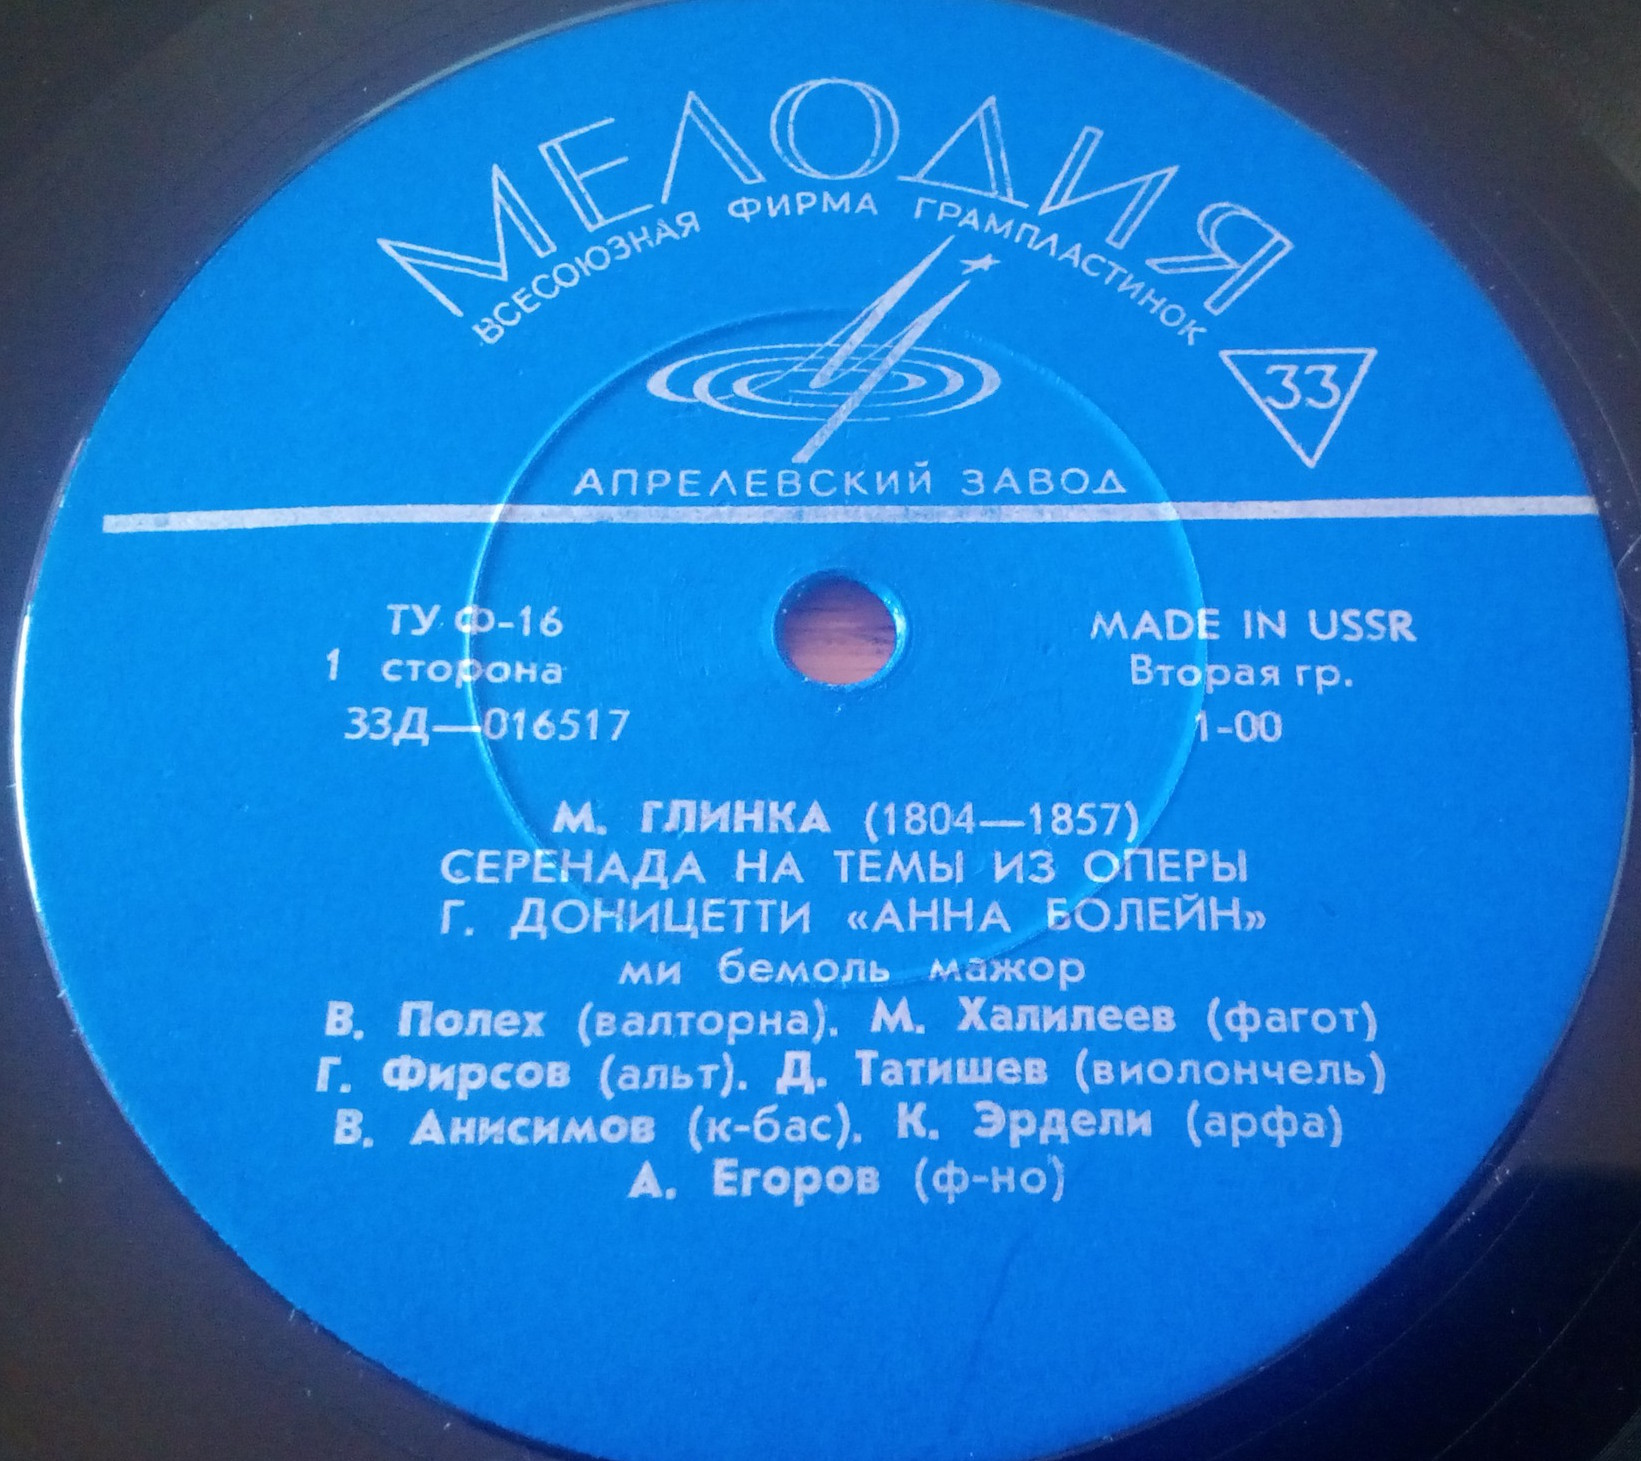 МЕЛОДИЯ
ВСЕСОЮЗНАЯ ФИРМА ГРАМПЛАСТИНОК
33
АПРЕЛЕВСКИЙ ЗАВОД
ТУ Ф-16
MADE IN USSR
1 сторона
Вторая гр.
33Д—016517
1-00
М. ГЛИНКА (1804—1857)
СЕРЕНАДА НА ТЕМЫ ИЗ ОПЕРЫ
Г. ДОНИЦЕТТИ «АННА БОЛЕЙН»
ми бемоль мажор
В. Полех (валторна), М. Халилеев (фагот)
Г. Фирсов (альт), Д. Татишев (виолончель)
В. Анисимов (к-бас), К. Эрдели (арфа)
А. Егоров (ф-но)